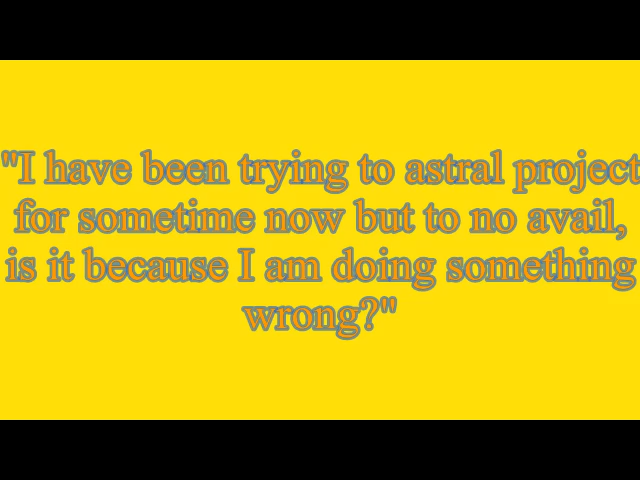 "I have been trying to astral project
for sometime now but to no avail,
is it because I am doing something
wrong?"